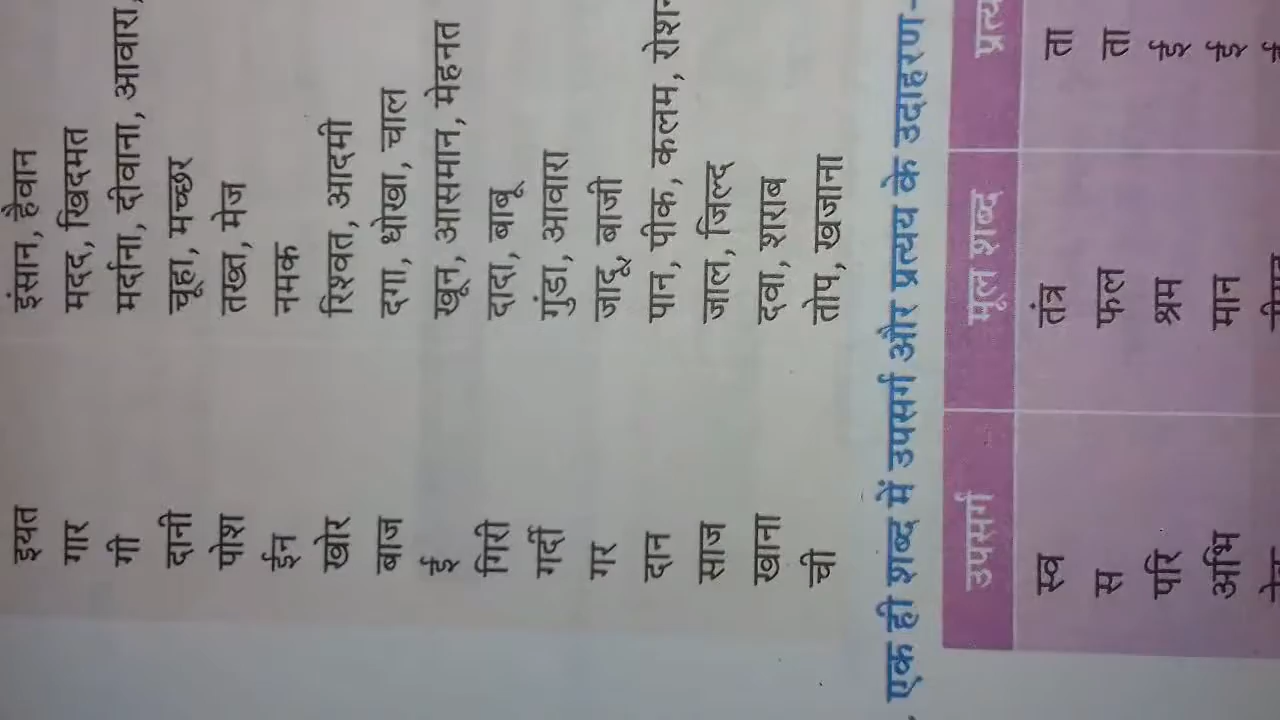 इयत इंसान, हैवान
गार मदद, खिदमत
गी मर्दाना, दीवाना, आवारा,
दानी चूहा, मच्छर
पोश तख्त, मेज
ईन नमक
खोर रिश्वत, आदमी
बाज दगा, धोखा, चाल
ई खून, आसमान, मेहनत
गिरी दादा, बाबू
गर्दी गुंडा, आवारा
गर जादू, बाजी
दान पान, पीक, कलम,
साज जाल, जिल्द
खाना दवा, शराब
ची तोप, खजाना
एक ही शब्द में उपसर्ग और प्रत्यय के उदाहरण-
उपसर्ग मूल शब्द
स्व तंत्र ता
स फल ता
परि श्रम ई
अभि मान ई